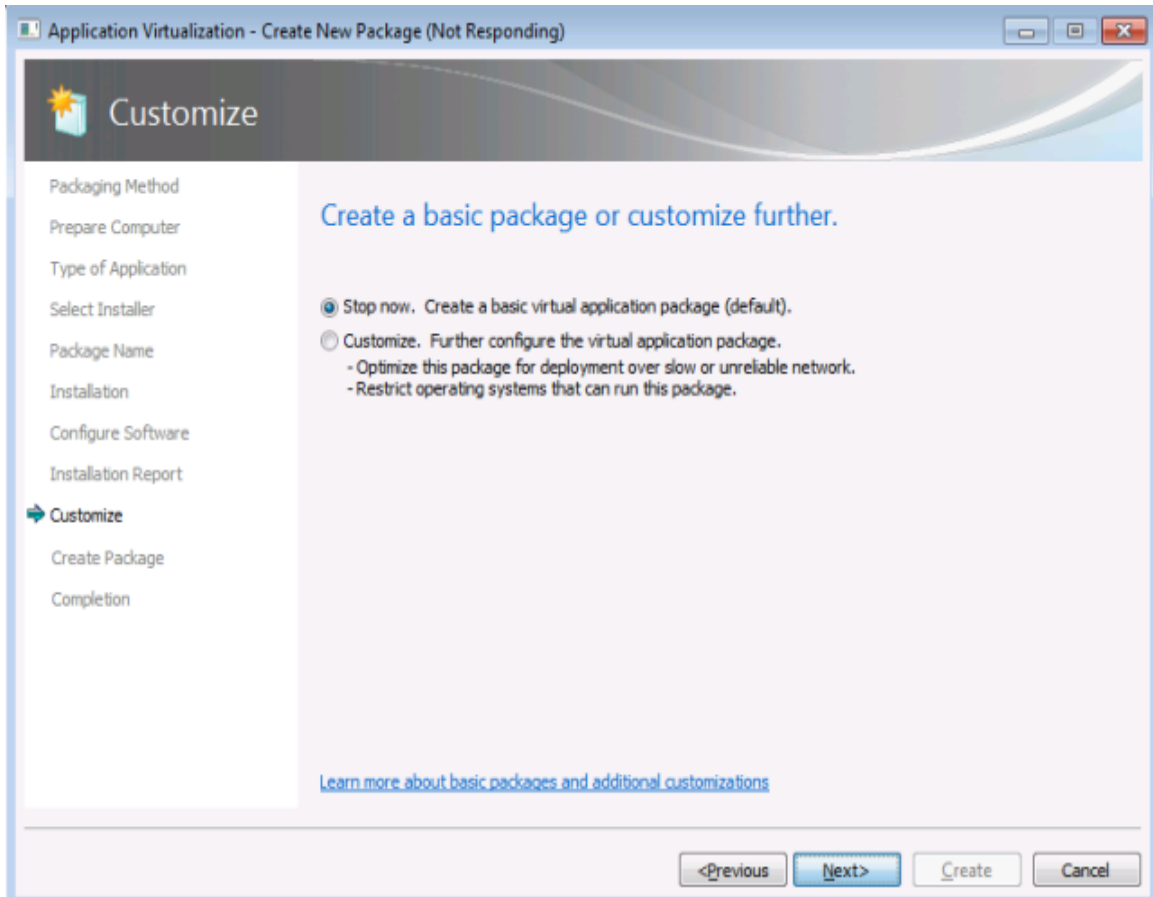 Application Virtualization - Create New Package (Not Responding)
Customize
Packaging Method
Prepare Computer
Type of Application
Select Installer
Package Name
Installation
Configure Software
Installation Report
Customize
Create Package
Completion
Create a basic package or customize further.
Stop now. Create a basic virtual application package (default).
Customize. Further configure the virtual application package.
- Optimize this package for deployment over slow or unreliable network.
- Restrict operating systems that can run this package.
Learn more about basic packages and additional customizations
<Previous
Next>
Create
Cancel